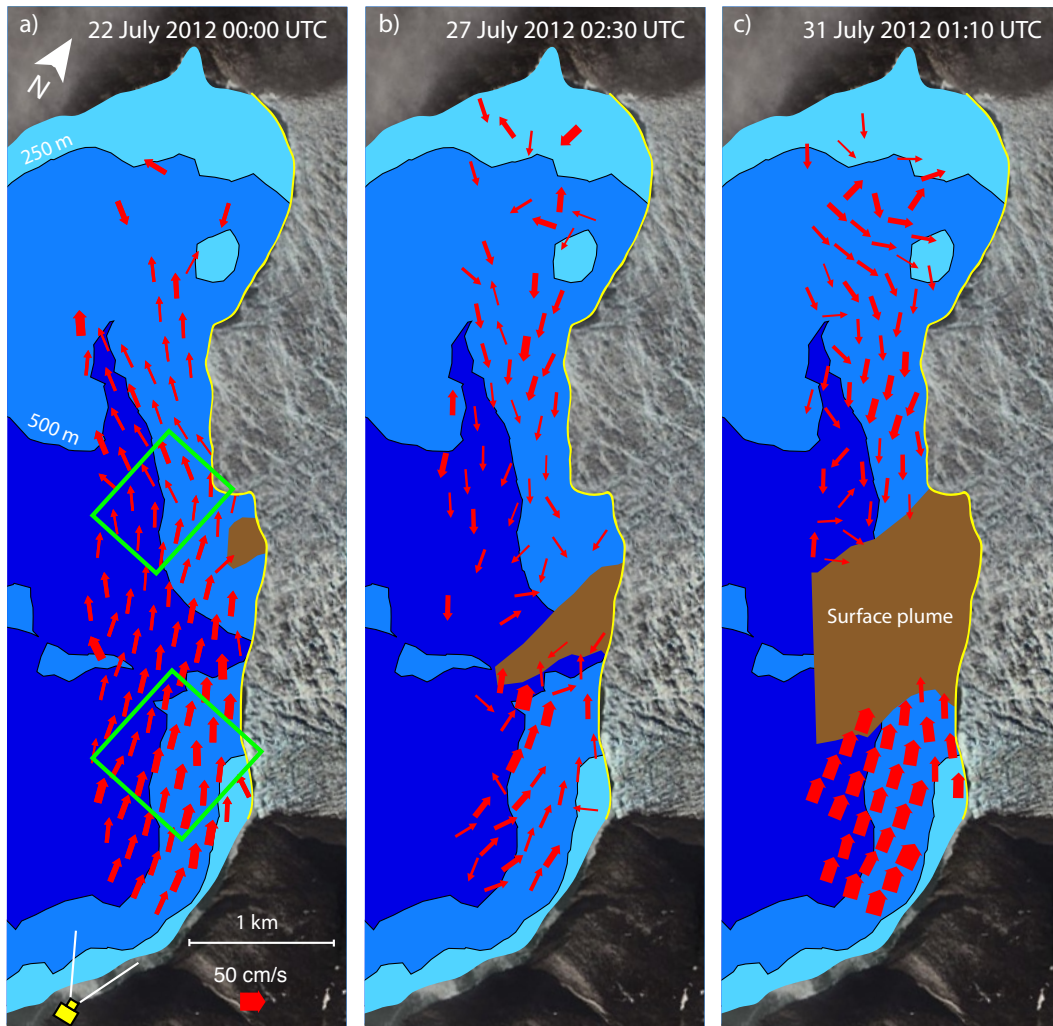 a) 22 July 2012 00:00 UTC
b) 27 July 2012 02:30 UTC
c) 31 July 2012 01:10 UTC
N
250 m
500 m
Surface plume
1 km
50 cm/s